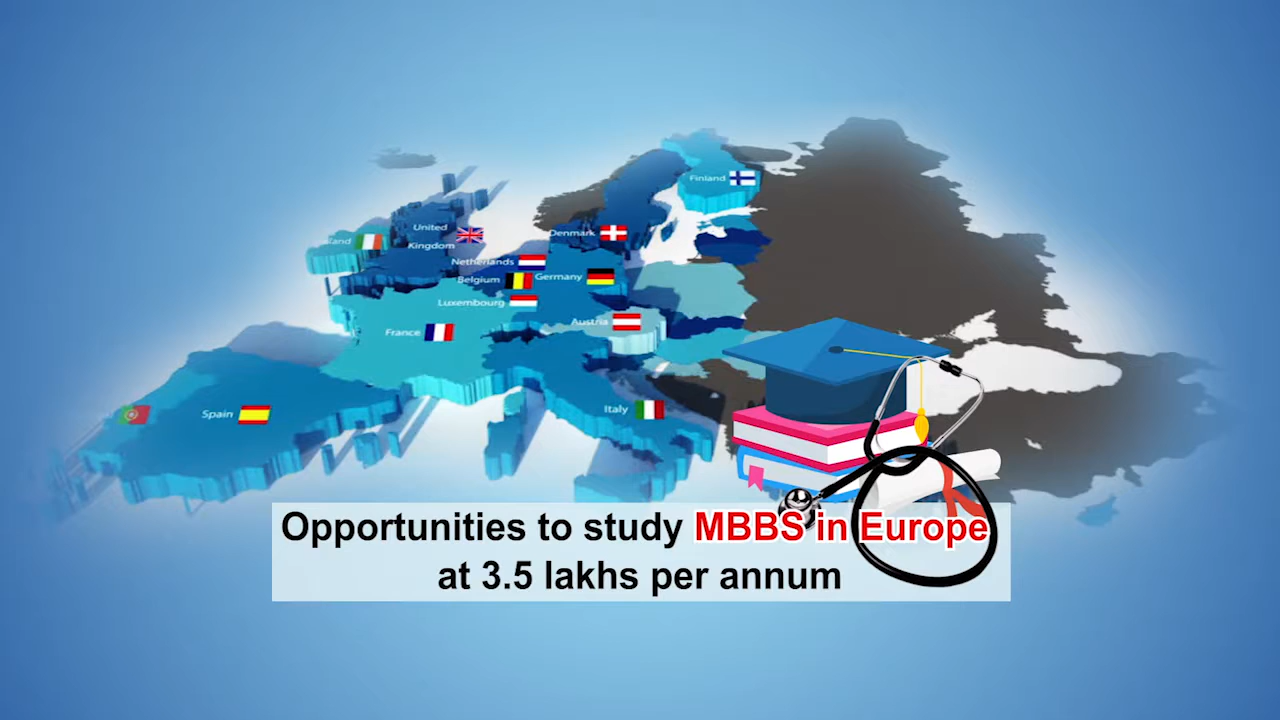 Finland
United
Kingdom
land
Denmark
Netherlands
Belgium
Germany
Luxembourg
Austria
France
Spain
Italy
Opportunities to study MBBS in Europe
at 3.5 lakhs per annum